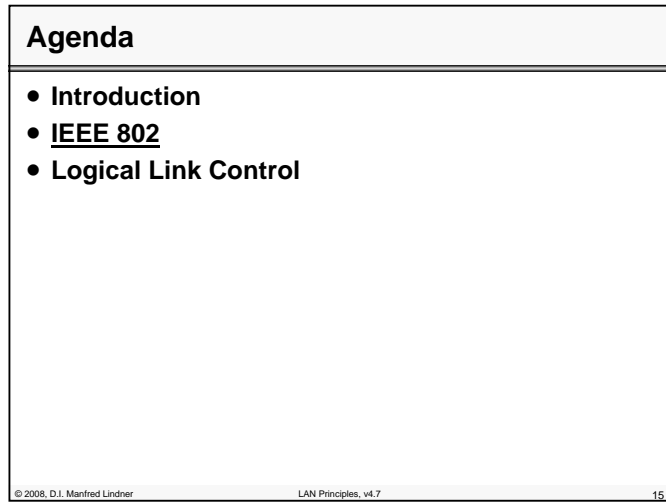 Agenda
• Introduction
• IEEE 802
• Logical Link Control
© 2008, D.I. Manfred Lindner LAN Principles, v4.7 15